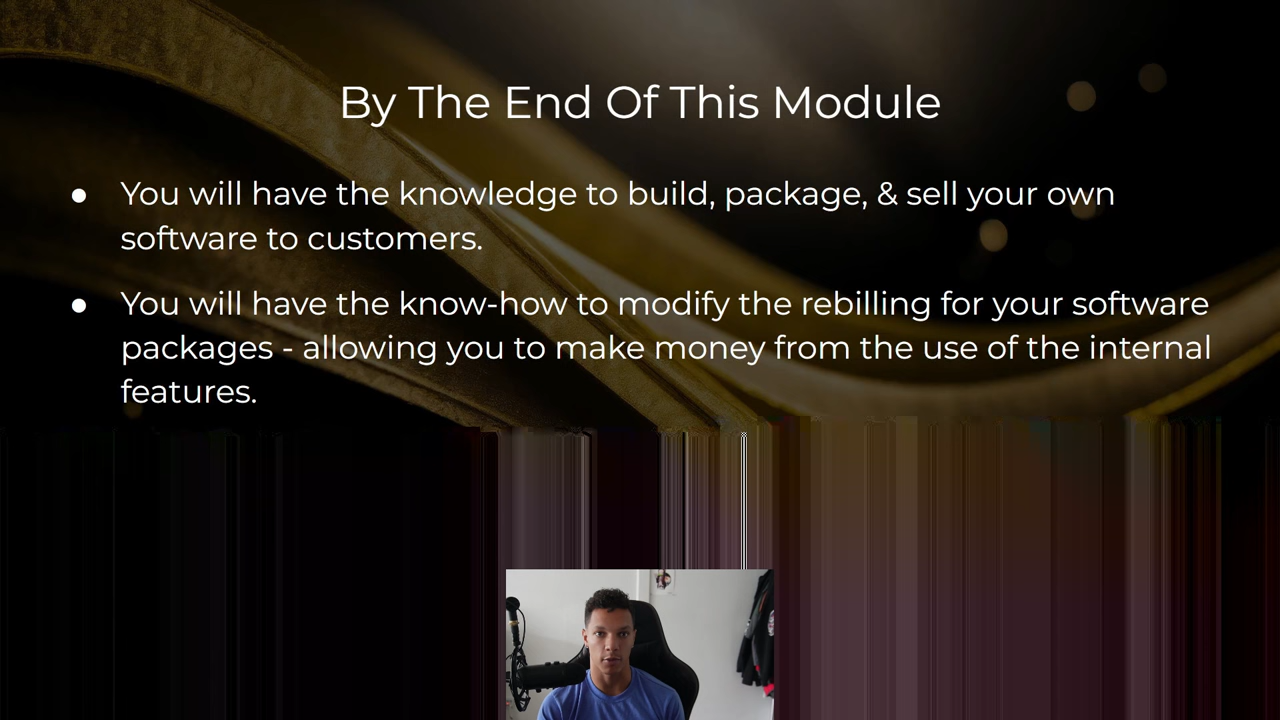 By The End Of This Module
● You will have the knowledge to build, package, & sell your own
software to customers.
● You will have the know-how to modify the rebilling for your software
packages - allowing you to make money from the use of the internal
features.